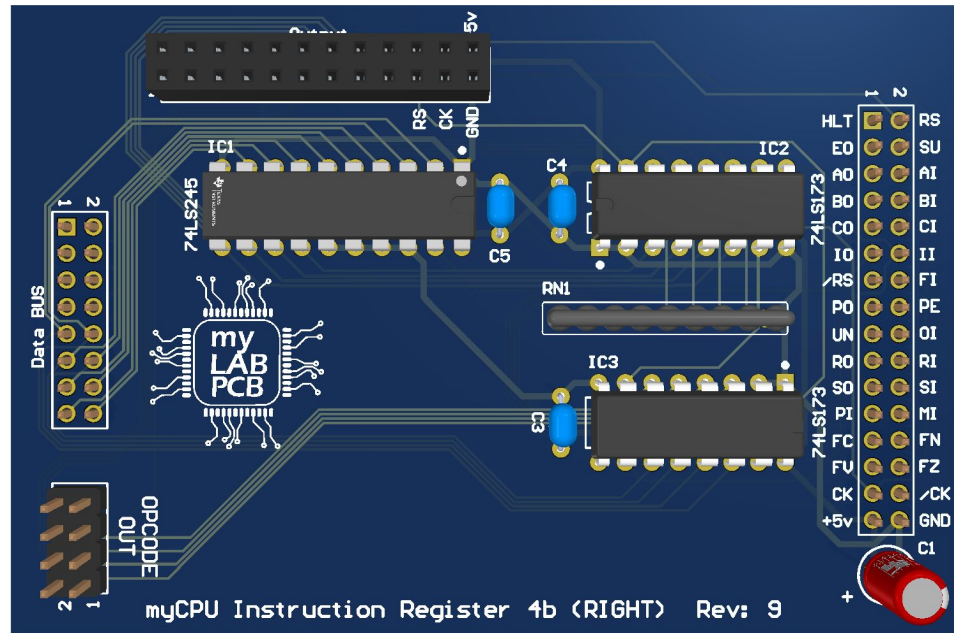 Output
5v
RS
CK
GND
IC1
74LS245
TEXAS INSTRUMENTS
C5
C4
IC2
74LS173
RN1
IC3
74LS173
C3
1 2
HLT RS
EO SU
AO AI
BO BI
CO CI
IO II
/RS FI
PO PE
UN OI
RO RI
SO SI
PI MI
FC FN
FV FZ
CK /CK
+5v GND
C1
+
1 2
Data BUS
my
LAB
PCB
OPCODE
OUT
2 1
myCPU Instruction Register 4b (RIGHT) Rev: 9